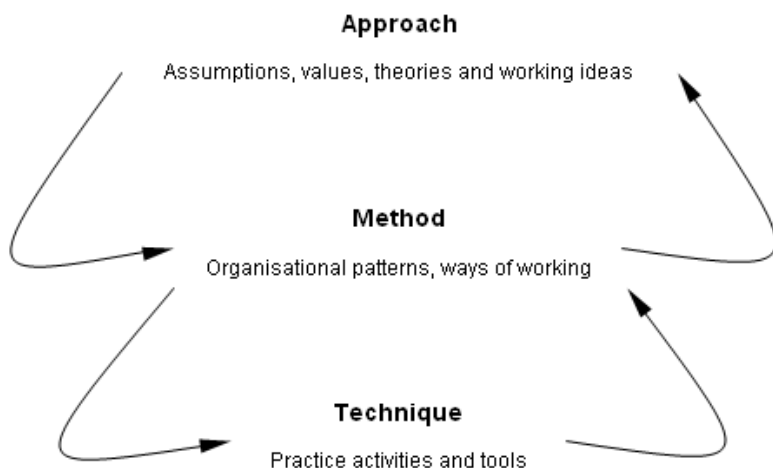 Approach
Assumptions, values, theories and working ideas
Method
Organisational patterns, ways of working
Technique
Practice activities and tools